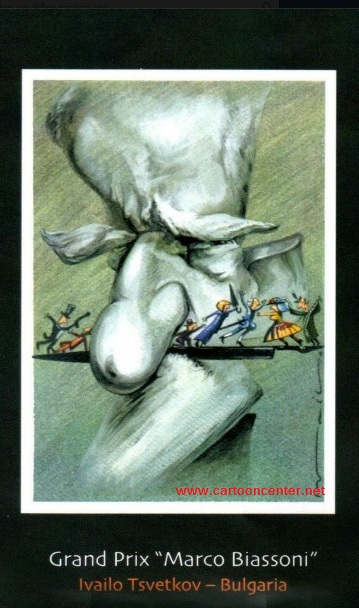 www.cartooncenter.net
Grand Prix “Marco Biassoni”
Ivailo Tsvetkov – Bulgaria